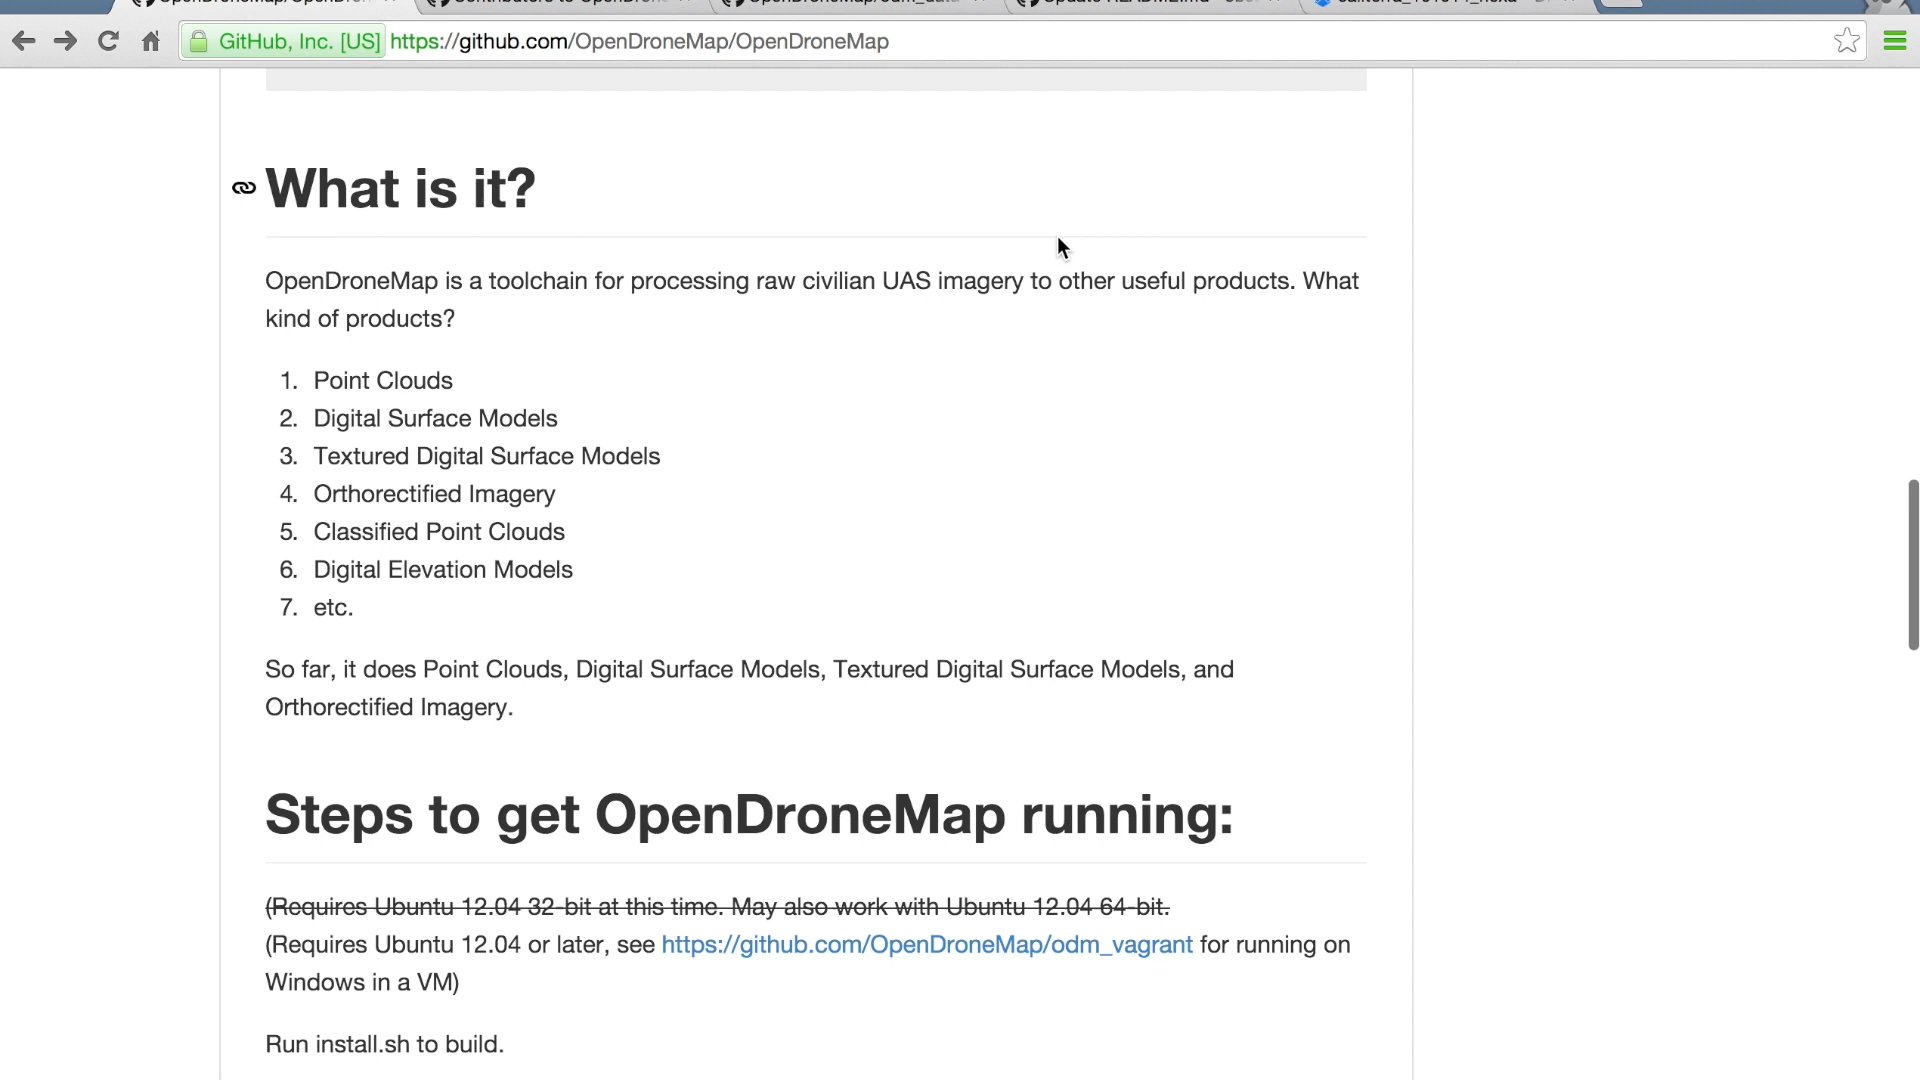 GitHub, Inc. [US] https://github.com/OpenDroneMap/OpenDroneMap
What is it?
OpenDroneMap is a toolchain for processing raw civilian UAS imagery to other useful products. What
kind of products?
1. Point Clouds
2. Digital Surface Models
3. Textured Digital Surface Models
4. Orthorectified Imagery
5. Classified Point Clouds
6. Digital Elevation Models
7. etc.
So far, it does Point Clouds, Digital Surface Models, Textured Digital Surface Models, and
Orthorectified Imagery.
Steps to get OpenDroneMap running:
(Requires Ubuntu 12.04 32-bit at this time. May also work with Ubuntu 12.04 64-bit.
(Requires Ubuntu 12.04 or later, see https://github.com/OpenDroneMap/odm_vagrant for running on
Windows in a VM)
Run install.sh to build.